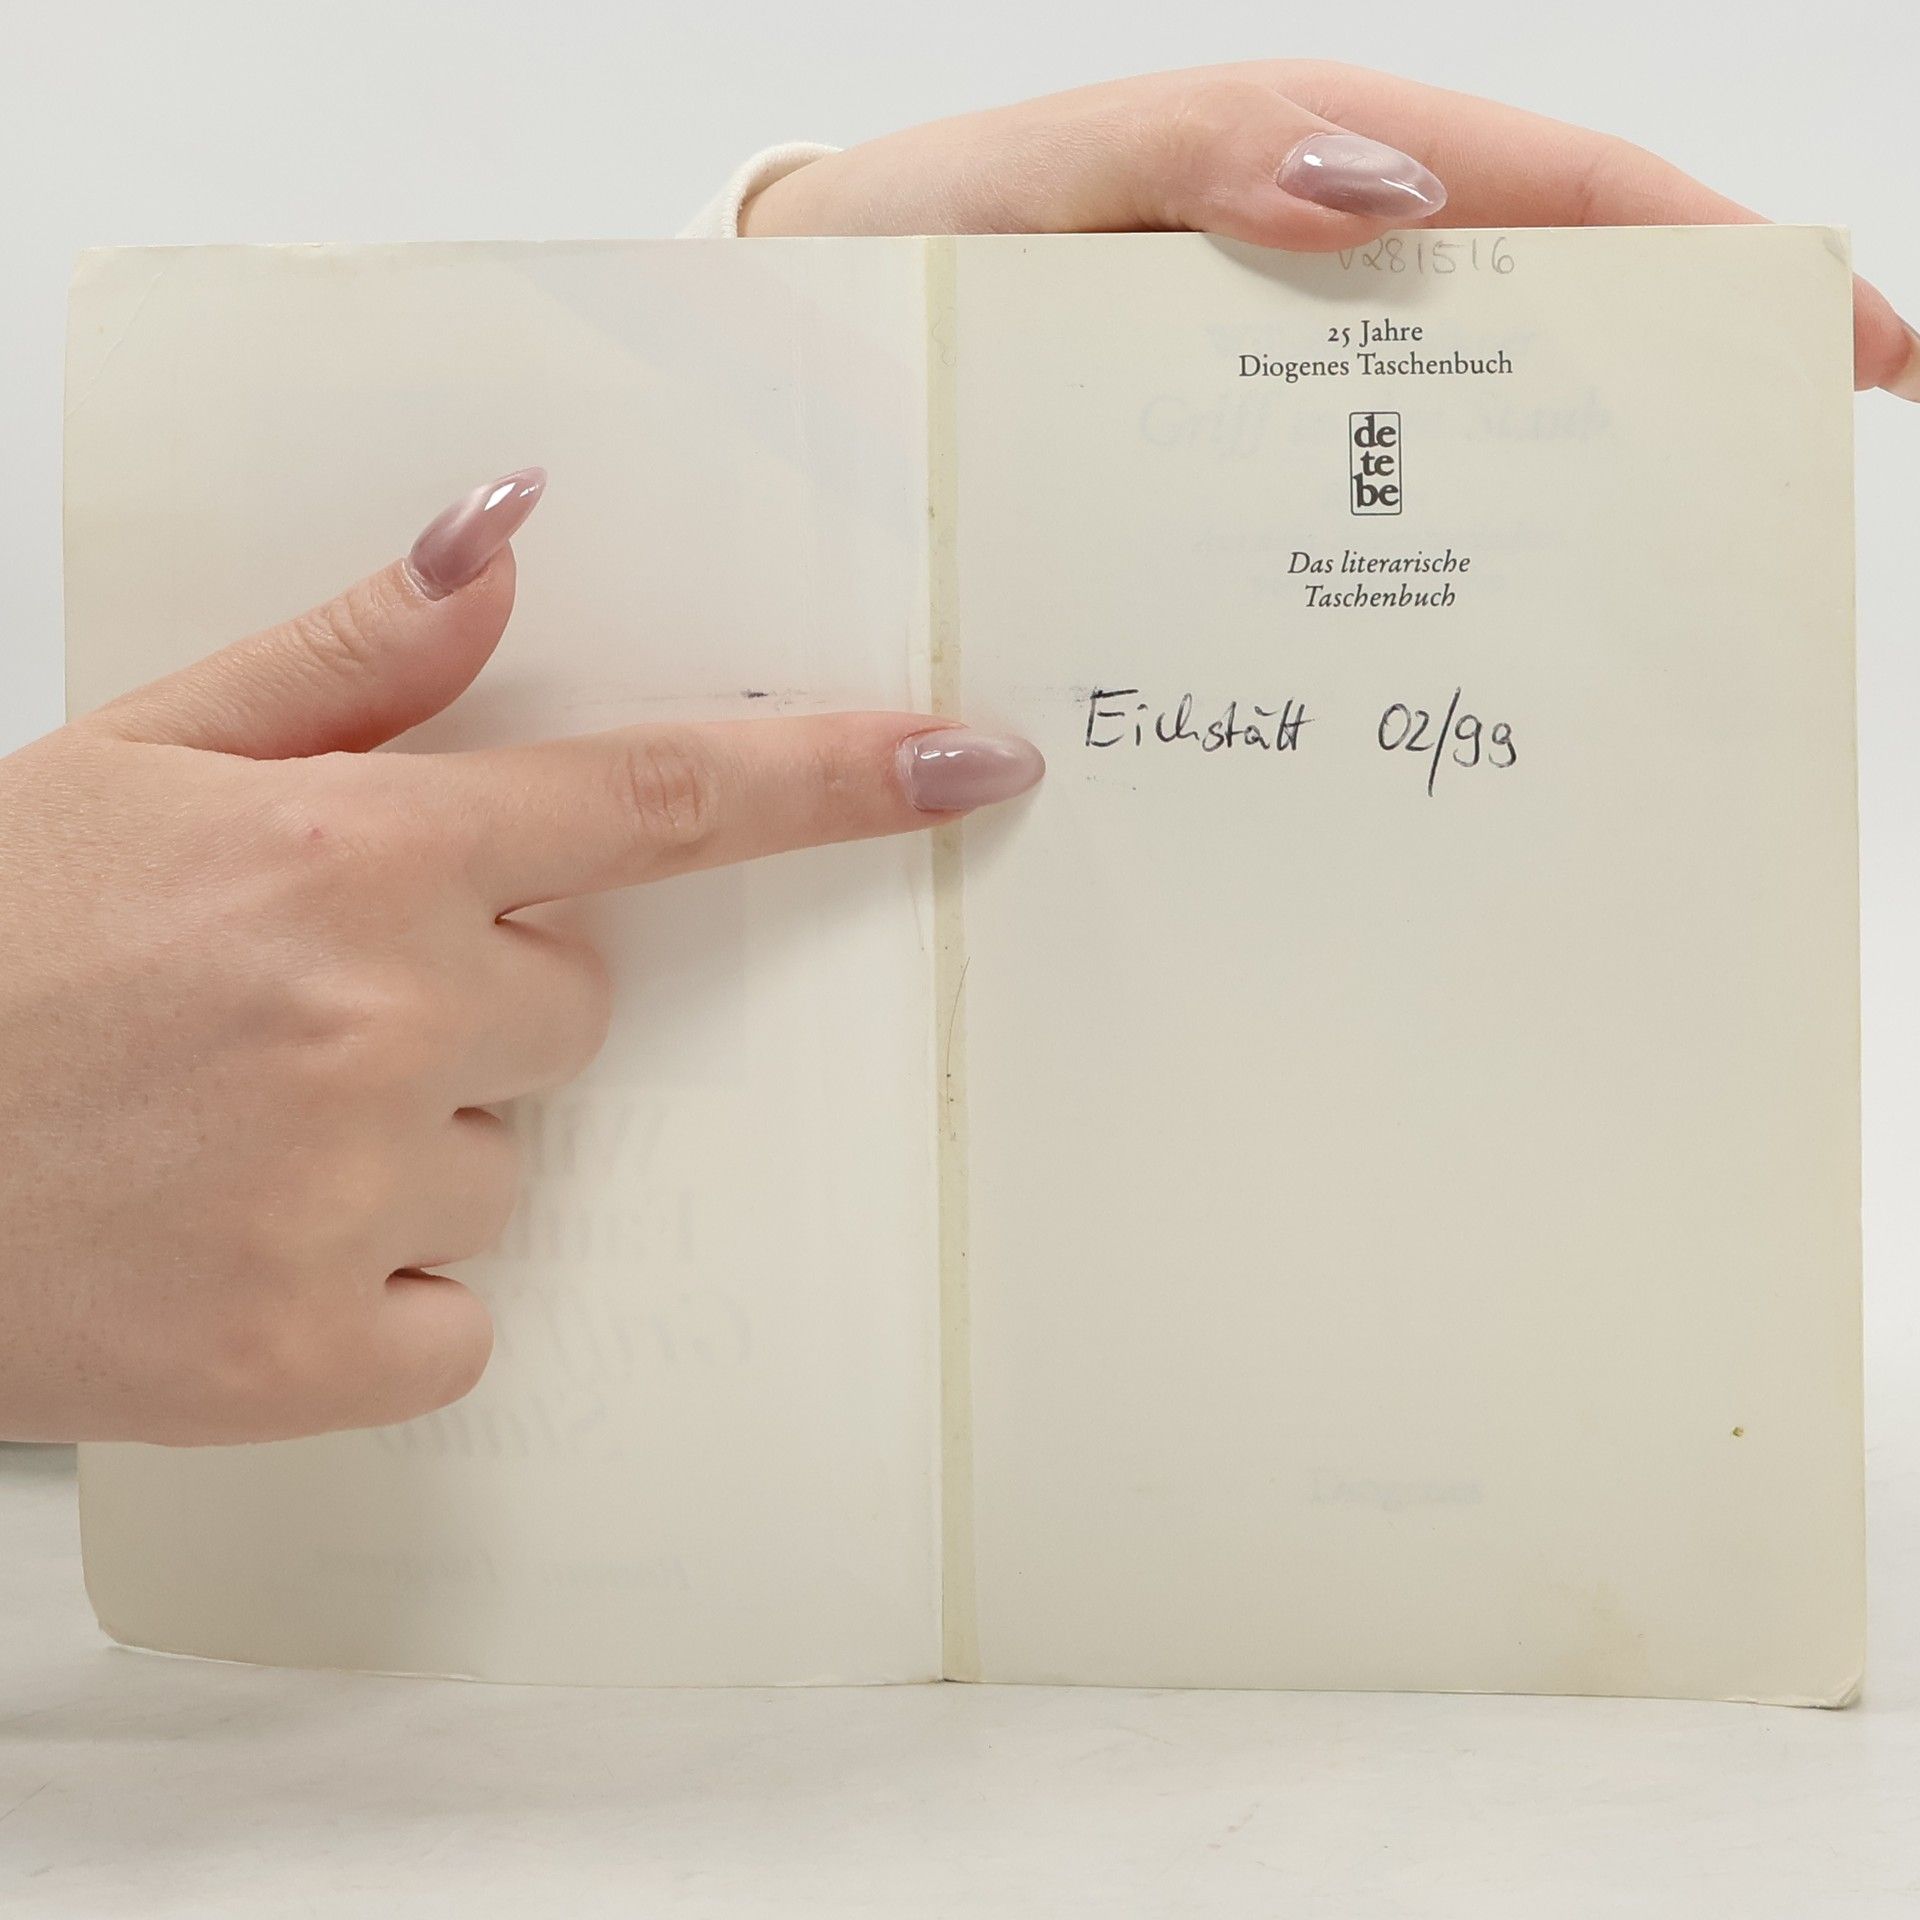 V281516
25 Jahre
Diogenes Taschenbuch
de
te
be
Das literarische
Taschenbuch
Eichstätt 02/99